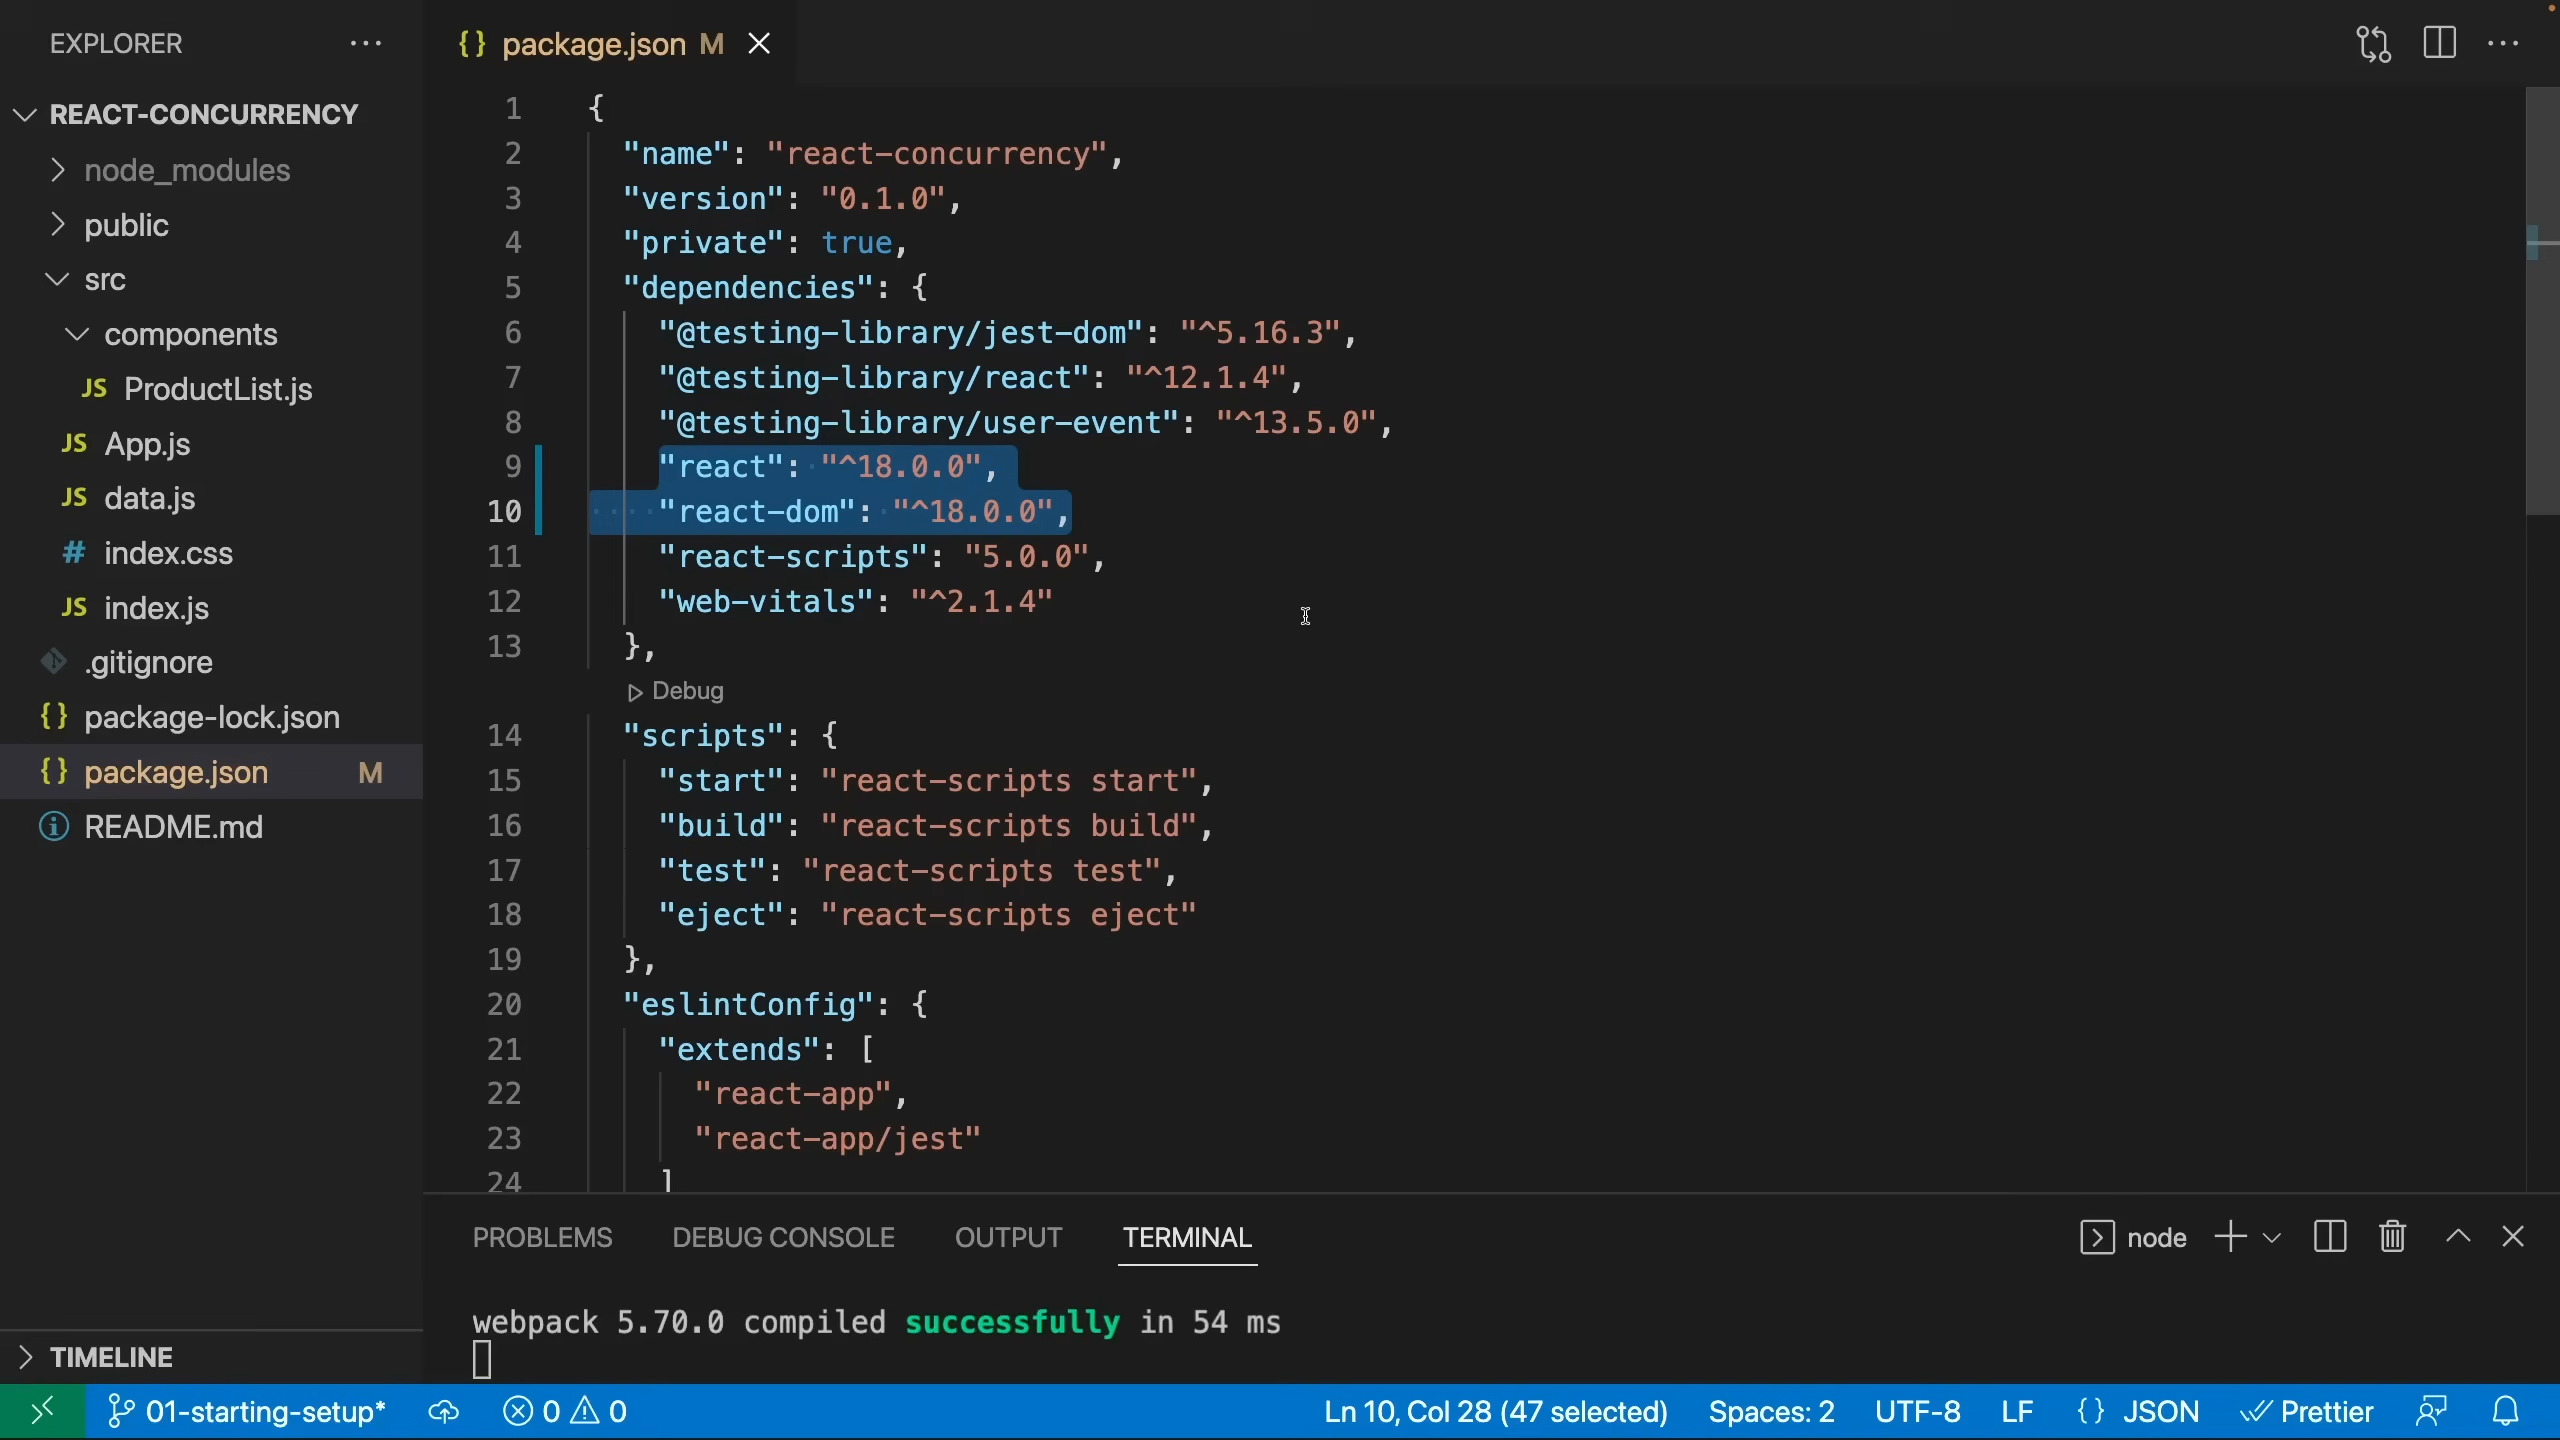 EXPLORER
REACT-CONCURRENCY
node_modules
public
src
components
JS ProductList.js
JS App.js
JS data.js
# index.css
JS index.js
.gitignore
{} package-lock.json
{} package.json M
README.md
TIMELINE
{} package.json M
1 {
2 "name": "react-concurrency",
3 "version": "0.1.0",
4 "private": true,
5 "dependencies": {
6 "@testing-library/jest-dom": "^5.16.3",
7 "@testing-library/react": "^12.1.4",
8 "@testing-library/user-event": "^13.5.0",
9 "react": "^18.0.0",
10 "react-dom": "^18.0.0",
11 "react-scripts": "5.0.0",
12 "web-vitals": "^2.1.4"
13 },
Debug
14 "scripts": {
15 "start": "react-scripts start",
16 "build": "react-scripts build",
17 "test": "react-scripts test",
18 "eject": "react-scripts eject"
19 },
20 "eslintConfig": {
21 "extends": [
22 "react-app",
23 "react-app/jest"
24 ]
PROBLEMS DEBUG CONSOLE OUTPUT TERMINAL node
webpack 5.70.0 compiled successfully in 54 ms
01-starting-setup* 0 0 Ln 10, Col 28 (47 selected) Spaces: 2 UTF-8 LF {} JSON Prettier